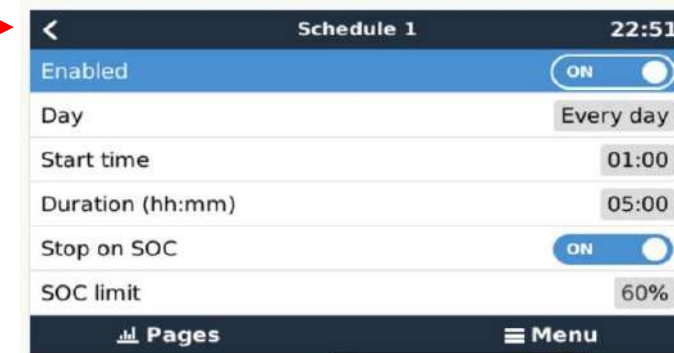 Schedule 1 22:51
Enabled ON
Day Every day
Start time 01:00
Duration (hh:mm) 05:00
Stop on SOC ON
SOC limit 60%
Pages Menu